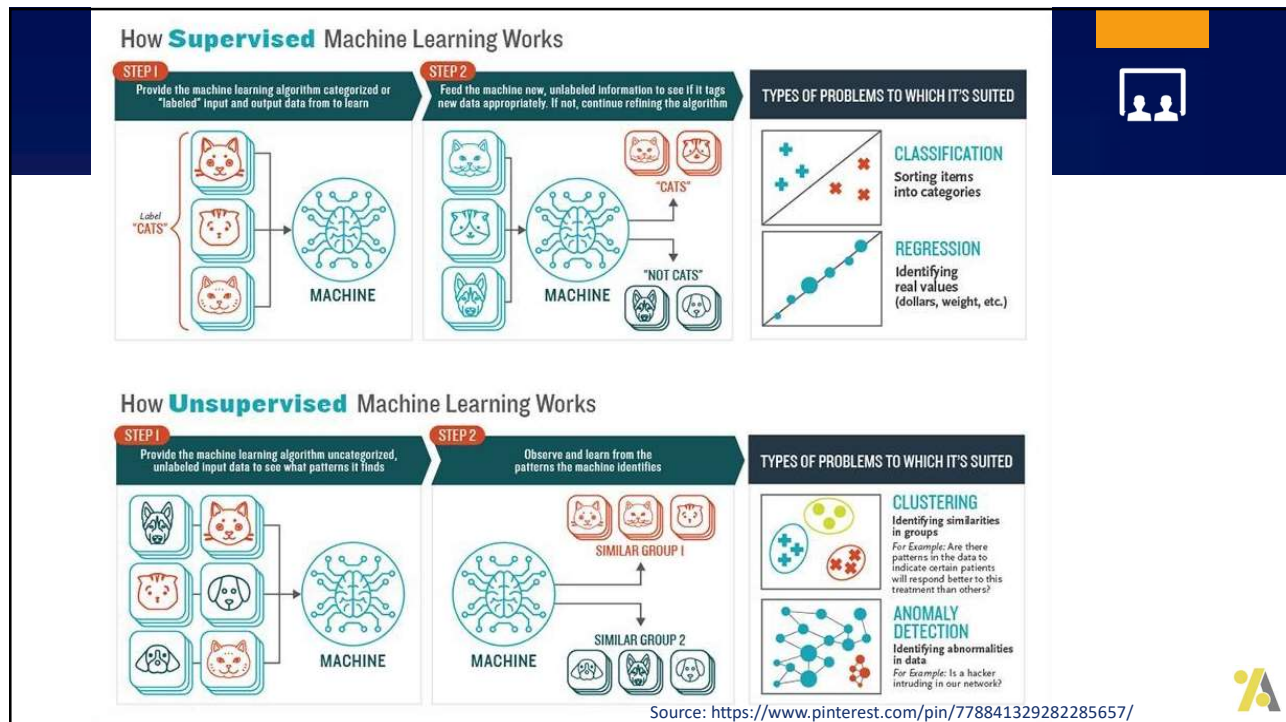 How Supervised Machine Learning Works
STEP 1
Provide the machine learning algorithm categorized or
"labeled" input and output data from to learn
STEP 2
Feed the machine new, unlabeled information to see if it tags
new data appropriately. If not, continue refining the algorithm
TYPES OF PROBLEMS TO WHICH IT'S SUITED
Label
"CATS"
MACHINE
MACHINE
"CATS"
"NOT CATS"
CLASSIFICATION
Sorting items
into categories
REGRESSION
Identifying
real values
(dollars, weight, etc.)
How Unsupervised Machine Learning Works
STEP 1
Provide the machine learning algorithm uncategorized,
unlabeled input data to see what patterns it finds
STEP 2
Observe and learn from the
patterns the machine identifies
TYPES OF PROBLEMS TO WHICH IT'S SUITED
MACHINE
MACHINE
SIMILAR GROUP 1
SIMILAR GROUP 2
CLUSTERING
Identifying similarities
in groups
For Example: Are there
patterns in the data to
indicate certain patients
will respond better to this
treatment than others?
ANOMALY
DETECTION
Identifying abnormalities
in data
For Example: Is a hacker
intruding in our network?
Source: https://www.pinterest.com/pin/778841329282285657/